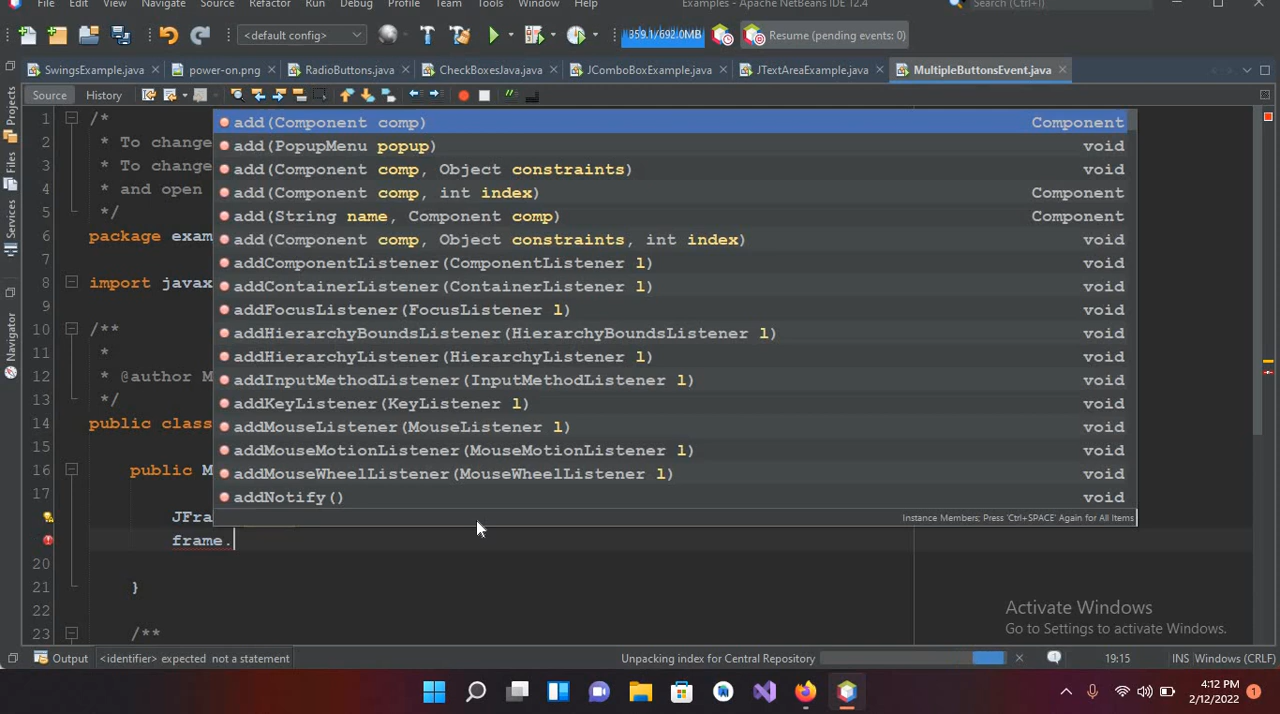 File Edit View Navigate Source Refactor Run Debug Profile Team Tools Window Help Examples - Apache NetBeans IDE 12.4 Search (Ctrl+I)
<default config> 359.1/692.0MB Resume (pending events: 0)
SwingsExample.java × power-on.png × RadioButtons.java × CheckBoxesJava.java × JComboBoxExample.java × JTextAreaExample.java × MultipleButtonsEvent.java ×
Source History
Projects
Files
Services
Navigator
1 /*
2 * To change
3 * To change
4 * and open
5 */
6 package exam
7
8 import javax
9
10 /**
11 *
12 * @author M
13 */
14 public class
15
16 public M
17
JFra
frame.
20
21 }
22
23 /**
add(Component comp) Component
add(PopupMenu popup) void
add(Component comp, Object constraints) void
add(Component comp, int index) Component
add(String name, Component comp) Component
add(Component comp, Object constraints, int index) void
addComponentListener(ComponentListener l) void
addContainerListener(ContainerListener l) void
addFocusListener(FocusListener l) void
addHierarchyBoundsListener(HierarchyBoundsListener l) void
addHierarchyListener(HierarchyListener l) void
addInputMethodListener(InputMethodListener l) void
addKeyListener(KeyListener l) void
addMouseListener(MouseListener l) void
addMouseMotionListener(MouseMotionListener l) void
addMouseWheelListener(MouseWheelListener l) void
addNotify() void
Instance Members; Press 'Ctrl+SPACE' Again for All Items
Activate Windows
Go to Settings to activate Windows.
Output <identifier> expected not a statement Unpacking index for Central Repository 1 19:15 INS Windows (CRLF)
4:12 PM
2/12/2022 1